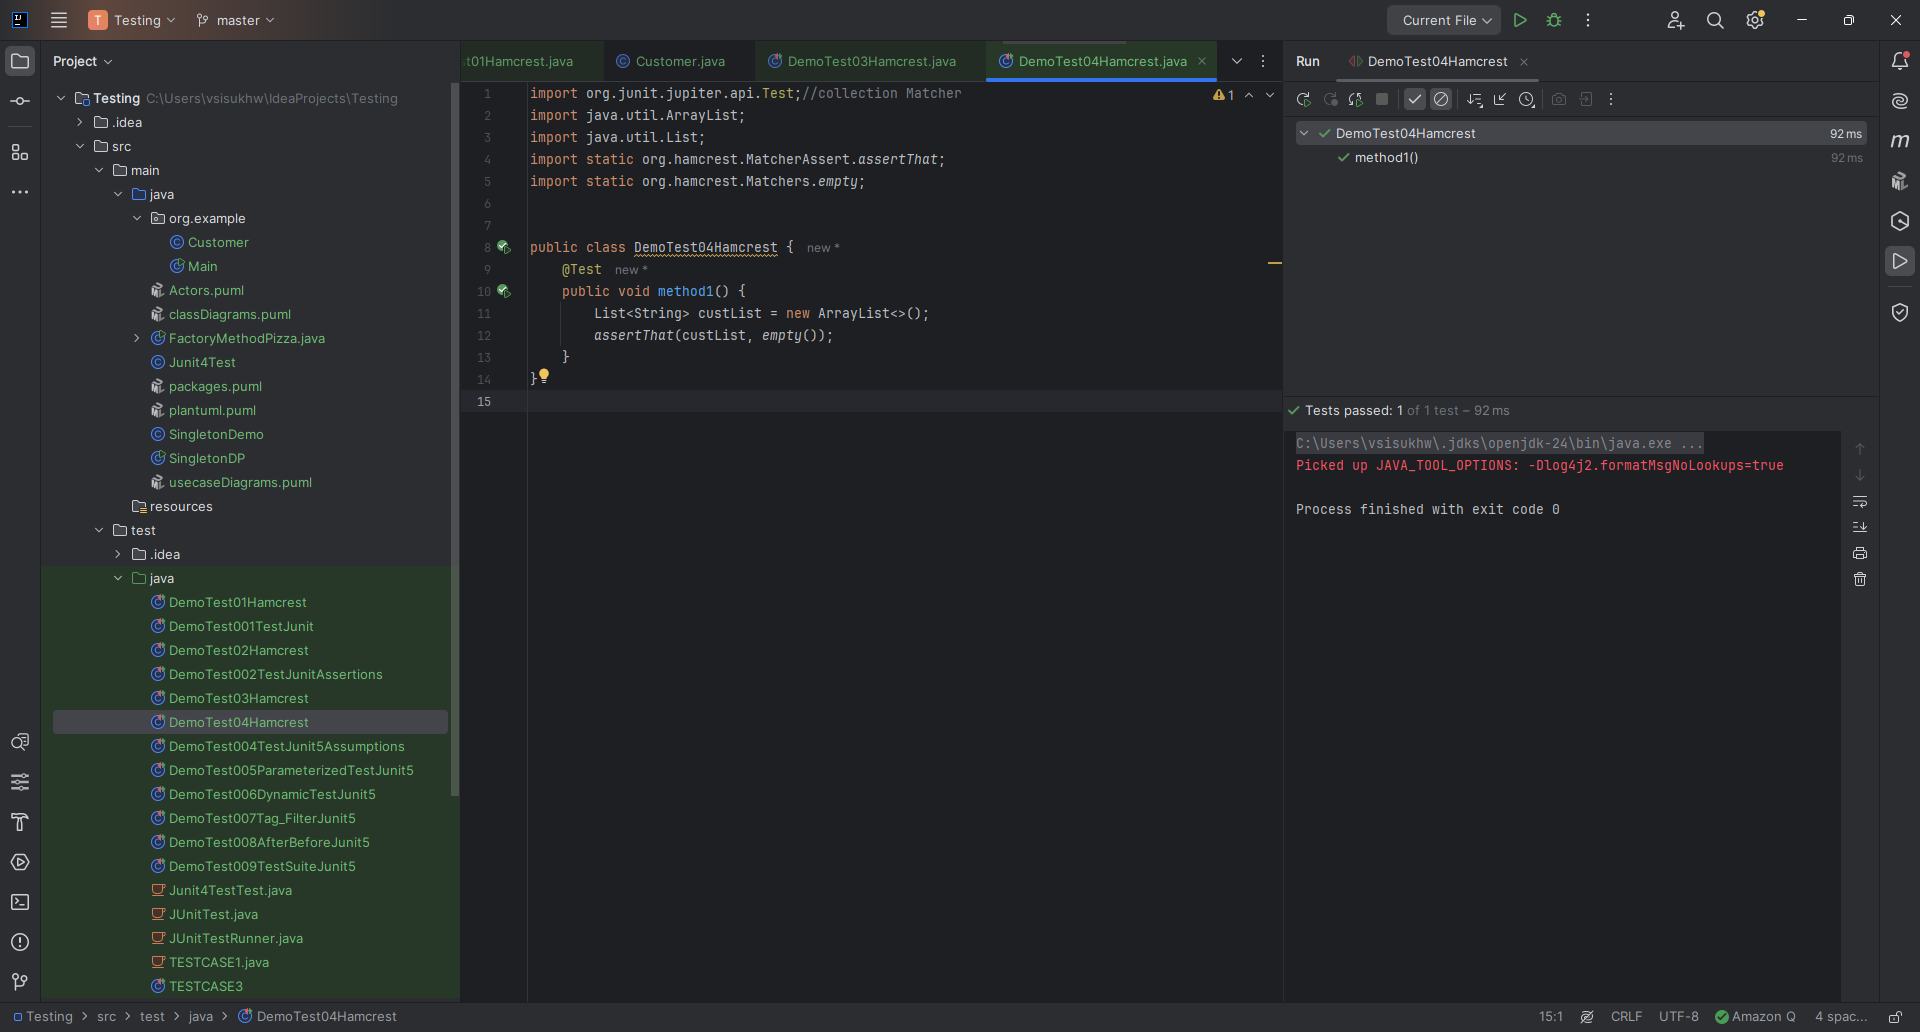 T Testing master Current File
Project
Testing C:\Users\vsisukhw\IdeaProjects\Testing
.idea
src
main
java
org.example
Customer
Main
Actors.puml
classDiagrams.puml
FactoryMethodPizza.java
Junit4Test
packages.puml
plantuml.puml
SingletonDemo
SingletonDP
usecaseDiagrams.puml
resources
test
.idea
java
DemoTest01Hamcrest
DemoTest001TestJunit
DemoTest02Hamcrest
DemoTest002TestJunitAssertions
DemoTest03Hamcrest
DemoTest04Hamcrest
DemoTest004TestJunit5Assumptions
DemoTest005ParameterizedTestJunit5
DemoTest006DynamicTestJunit5
DemoTest007Tag_FilterJunit5
DemoTest008AfterBeforeJunit5
DemoTest009TestSuiteJunit5
Junit4TestTest.java
JUnitTest.java
JUnitTestRunner.java
TESTCASE1.java
TESTCASE3
t01Hamcrest.java Customer.java DemoTest03Hamcrest.java DemoTest04Hamcrest.java
1 import org.junit.jupiter.api.Test;//collection Matcher
2 import java.util.ArrayList;
3 import java.util.List;
4 import static org.hamcrest.MatcherAssert.assertThat;
5 import static org.hamcrest.Matchers.empty;
6
7
8 public class DemoTest04Hamcrest { new *
9 @Test new *
10 public void method1() {
11 List<String> custList = new ArrayList<>();
12 assertThat(custList, empty());
13 }
14 }
15
1
Run DemoTest04Hamcrest
DemoTest04Hamcrest 92 ms
method1() 92 ms
Tests passed: 1 of 1 test – 92 ms
C:\Users\vsisukhw\.jdks\openjdk-24\bin\java.exe ...
Picked up JAVA_TOOL_OPTIONS: -Dlog4j2.formatMsgNoLookups=true
Process finished with exit code 0
m
Testing > src > test > java > DemoTest04Hamcrest
15:1 CRLF UTF-8 Amazon Q 4 spac...